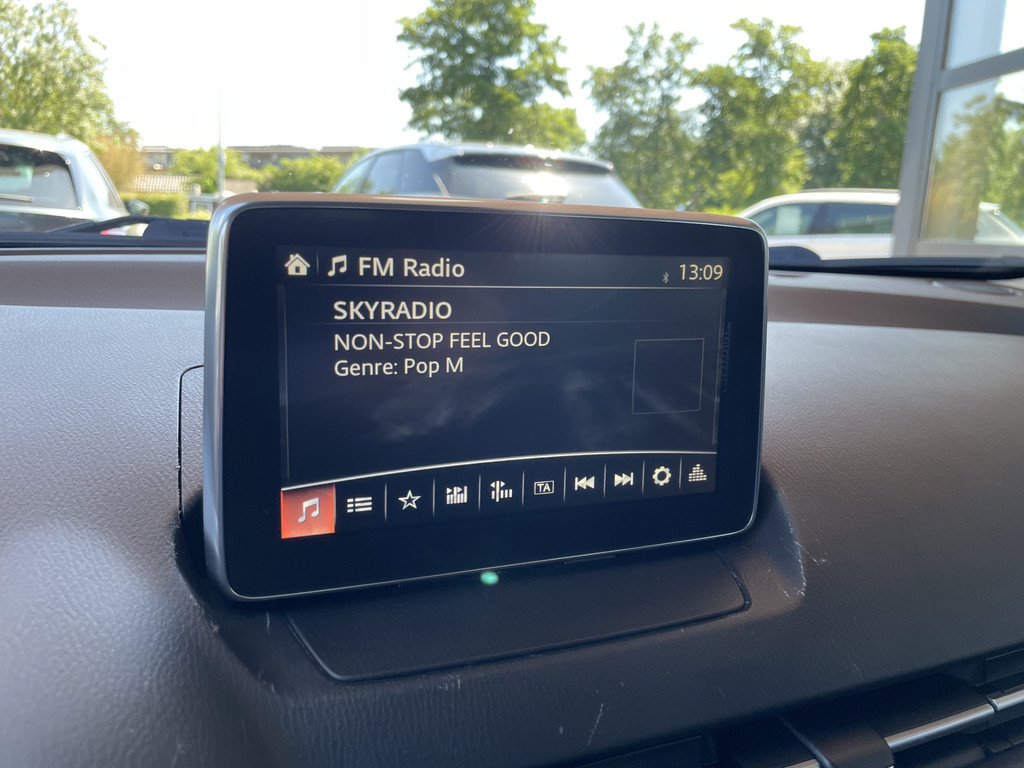 FM Radio
13:09
SKYRADIO
NON-STOP FEEL GOOD
Genre: Pop M
TA